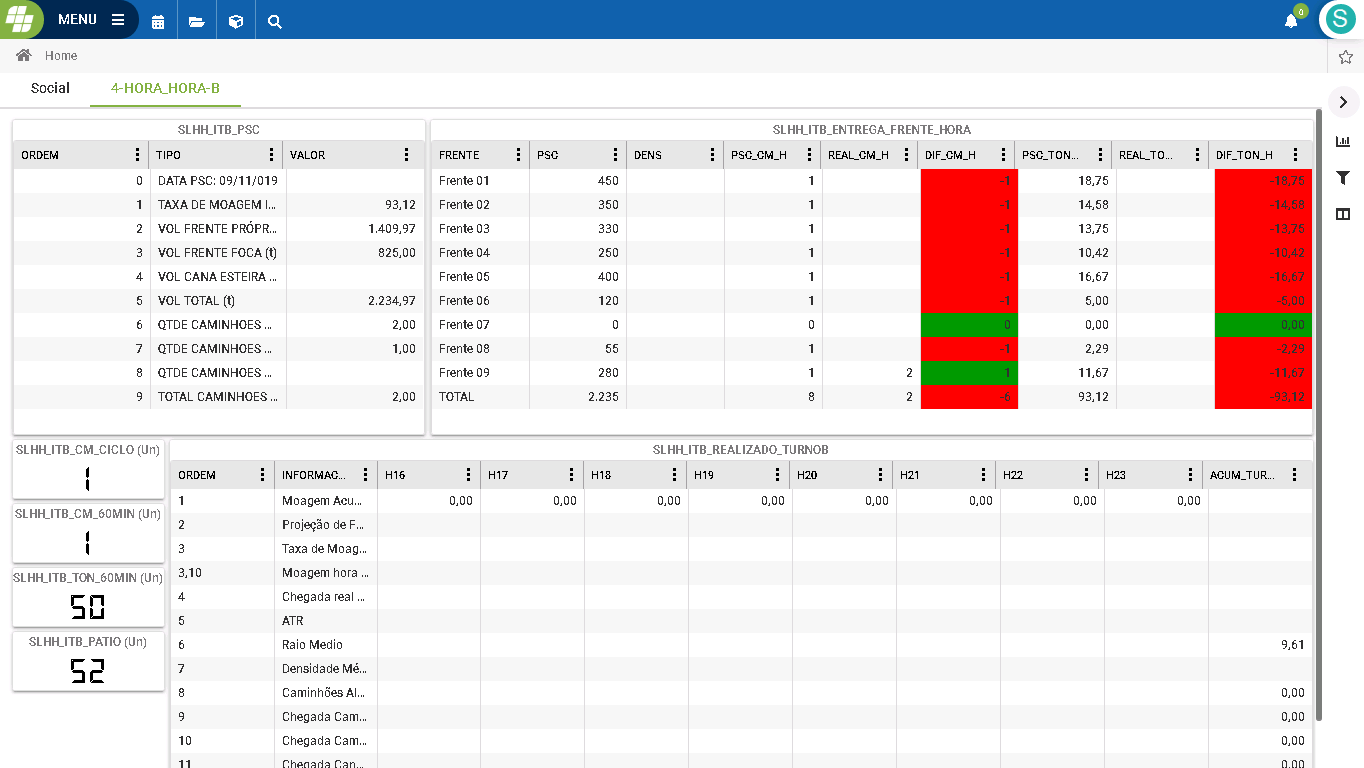 MENU
0
S
Home
Social 4-HORA_HORA-B
SLHH_ITB_PSC
ORDEM TIPO VALOR
0 DATA PSC: 09/11/019
1 TAXA DE MOAGEM I... 93,12
2 VOL FRENTE PRÓPR... 1.409,97
3 VOL FRENTE FOCA (t) 825,00
4 VOL CANA ESTEIRA ...
5 VOL TOTAL (t) 2.234,97
6 QTDE CAMINHOES ... 2,00
7 QTDE CAMINHOES ... 1,00
8 QTDE CAMINHOES ...
9 TOTAL CAMINHOES ... 2,00
SLHH_ITB_ENTREGA_FRENTE_HORA
FRENTE PSC DENS PSC_CM_H REAL_CM_H DIF_CM_H PSC_TON... REAL_TO... DIF_TON_H
Frente 01 450 1 -1 18,75 -18,75
Frente 02 350 1 -1 14,58 -14,58
Frente 03 330 1 -1 13,75 -13,75
Frente 04 250 1 -1 10,42 -10,42
Frente 05 400 1 -1 16,67 -16,67
Frente 06 120 1 -1 5,00 -5,00
Frente 07 0 0 0 0,00 0,00
Frente 08 55 1 -1 2,29 -2,29
Frente 09 280 1 2 1 11,67 -11,67
TOTAL 2.235 8 2 -6 93,12 -93,12
SLHH_ITB_CM_CICLO (Un)
1
SLHH_ITB_CM_60MIN (Un)
1
SLHH_ITB_TON_60MIN (Un)
50
SLHH_ITB_PATIO (Un)
52
SLHH_ITB_REALIZADO_TURNOB
ORDEM INFORMAC... H16 H17 H18 H19 H20 H21 H22 H23 ACUM_TUR...
1 Moagem Acu... 0,00 0,00 0,00 0,00 0,00 0,00 0,00 0,00
2 Projeção de F...
3 Taxa de Moag...
3,10 Moagem hora ...
4 Chegada real ...
5 ATR
6 Raio Medio 9,61
7 Densidade Mé...
8 Caminhões Al... 0,00
9 Chegada Cam... 0,00
10 Chegada Cam... 0,00
11 Chegada Can... 0,00